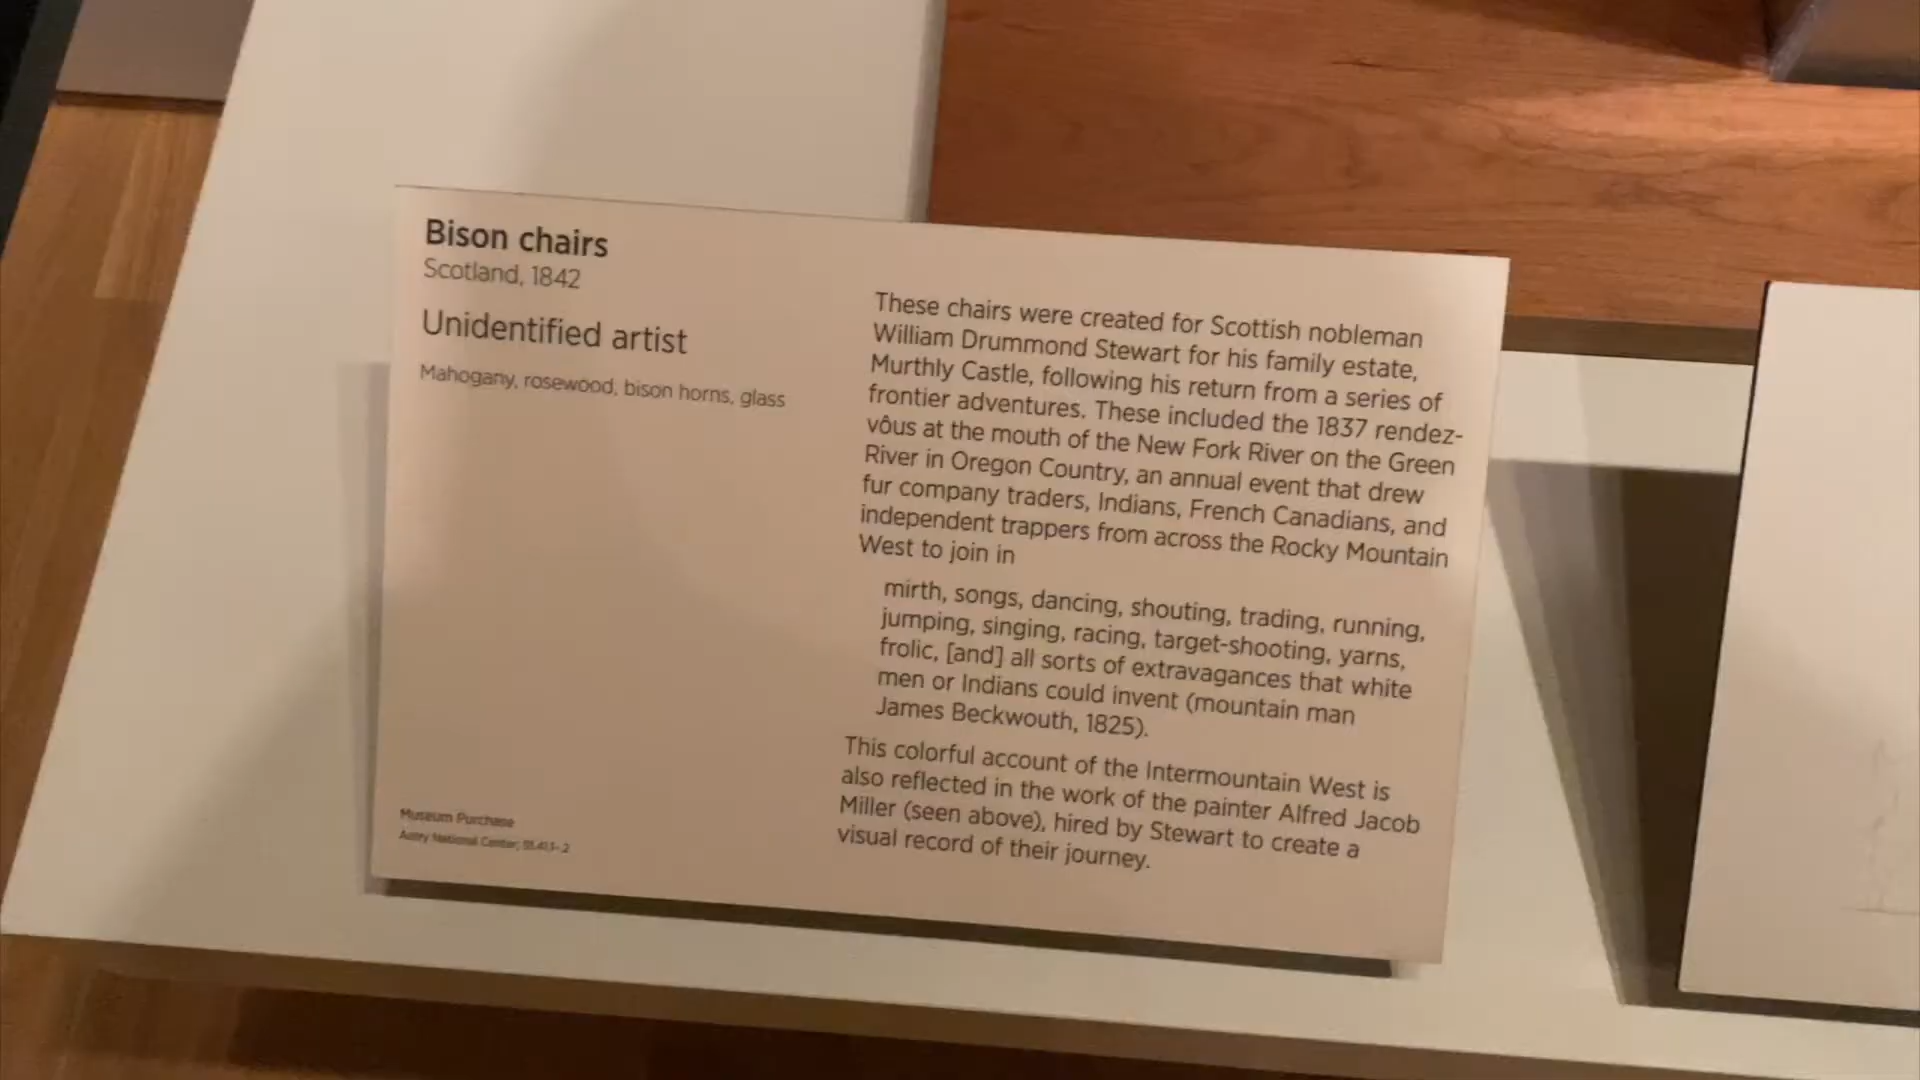 Bison chairs
Scotland, 1842
Unidentified artist
Mahogany, rosewood, bison horns, glass
These chairs were created for Scottish nobleman
William Drummond Stewart for his family estate,
Murthly Castle, following his return from a series of
frontier adventures. These included the 1837 rendez-
vôus at the mouth of the New Fork River on the Green
River in Oregon Country, an annual event that drew
fur company traders, Indians, French Canadians, and
independent trappers from across the Rocky Mountain
West to join in
mirth, songs, dancing, shouting, trading, running,
jumping, singing, racing, target-shooting, yarns,
frolic, [and] all sorts of extravagances that white
men or Indians could invent (mountain man
James Beckwouth, 1825).
This colorful account of the Intermountain West is
also reflected in the work of the painter Alfred Jacob
Miller (seen above), hired by Stewart to create a
visual record of their journey.
Museum Purchase
Autry National Center;